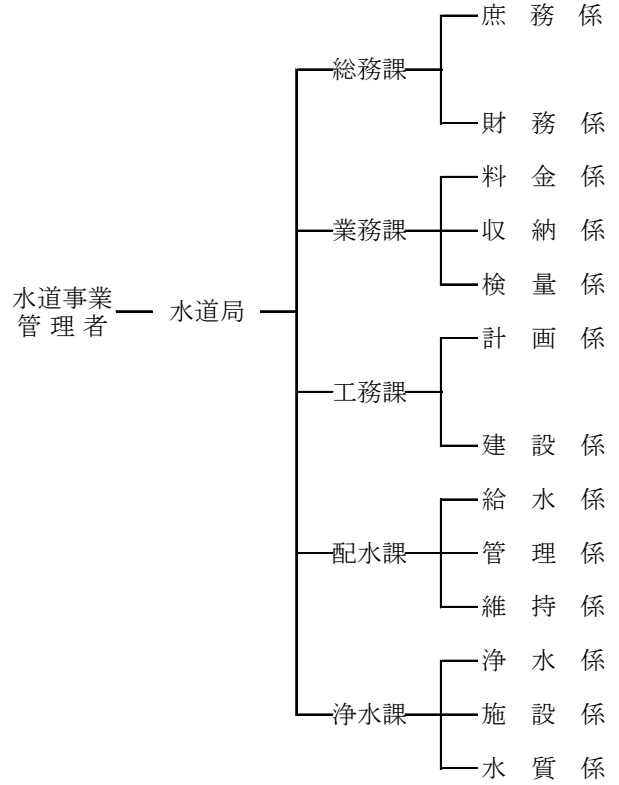 水道事業
管理者
水道局
総務課
庶務係
財務係
業務課
料金係
収納係
検量係
工務課
計画係
建設係
配水課
給水係
管理係
維持係
浄水課
浄水係
施設係
水質係